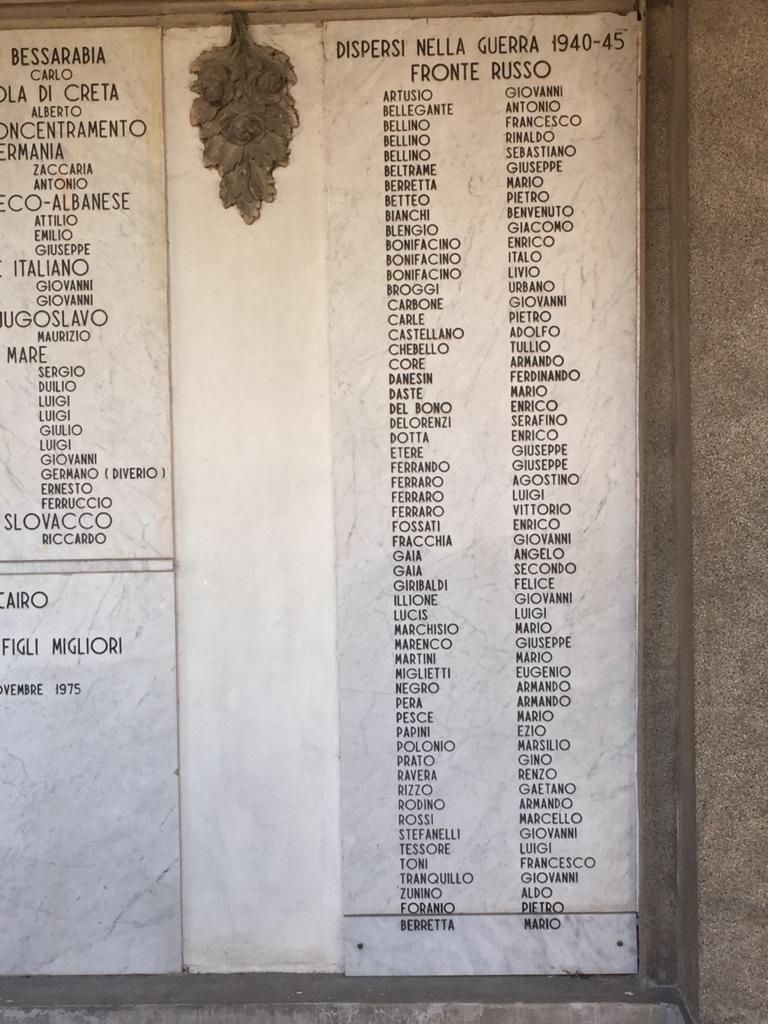 BESSARABIA
CARLO
OLA DI CRETA
ALBERTO
ONCENTRAMENTO
ERMANIA
ZACCARIA
ANTONIO
ECO-ALBANESE
ATTILIO
EMILIO
GIUSEPPE
E ITALIANO
GIOVANNI
GIOVANNI
JUGOSLAVO
MAURIZIO
MARE
SERGIO
DUILIO
LUIGI
LUIGI
GIULIO
LUIGI
GIOVANNI
GERMANO (DIVERIO)
ERNESTO
FERRUCCIO
SLOVACCO
RICCARDO
CAIRO
FIGLI MIGLIORI
OVEMBRE 1975
DISPERSI NELLA GUERRA 1940-45
FRONTE RUSSO
ARTUSIO GIOVANNI
BELLEGANTE ANTONIO
BELLINO FRANCESCO
BELLINO RINALDO
BELLINO SEBASTIANO
BELTRAME GIUSEPPE
BERRETTA MARIO
BETTEO PIETRO
BIANCHI BENVENUTO
BLENGIO GIACOMO
BONIFACINO ENRICO
BONIFACINO ITALO
BONIFACINO LIVIO
BROGGI URBANO
CARBONE GIOVANNI
CARLE PIETRO
CASTELLANO ADOLFO
CHEBELLO TULLIO
CORE ARMANDO
DANESIN FERDINANDO
DASTE MARIO
DEL BONO ENRICO
DELORENZI SERAFINO
DOTTA ENRICO
ETERE GIUSEPPE
FERRANDO GIUSEPPE
FERRARO AGOSTINO
FERRARO LUIGI
FERRARO VITTORIO
FOSSATI ENRICO
FRACCHIA GIOVANNI
GAIA ANGELO
GAIA SECONDO
GIRIBALDI FELICE
ILLIONE GIOVANNI
LUCIS LUIGI
MARCHISIO MARIO
MARENCO GIUSEPPE
MARTINI MARIO
MIGLIETTI EUGENIO
NEGRO ARMANDO
PERA ARMANDO
PESCE MARIO
PAPINI EZIO
POLONIO MARSILIO
PRATO GINO
RAVERA RENZO
RIZZO GAETANO
RODINO ARMANDO
ROSSI MARCELLO
STEFANELLI GIOVANNI
TESSORE LUIGI
TONI FRANCESCO
TRANQUILLO GIOVANNI
ZUNINO ALDO
FORANIO PIETRO
BERRETTA MARIO